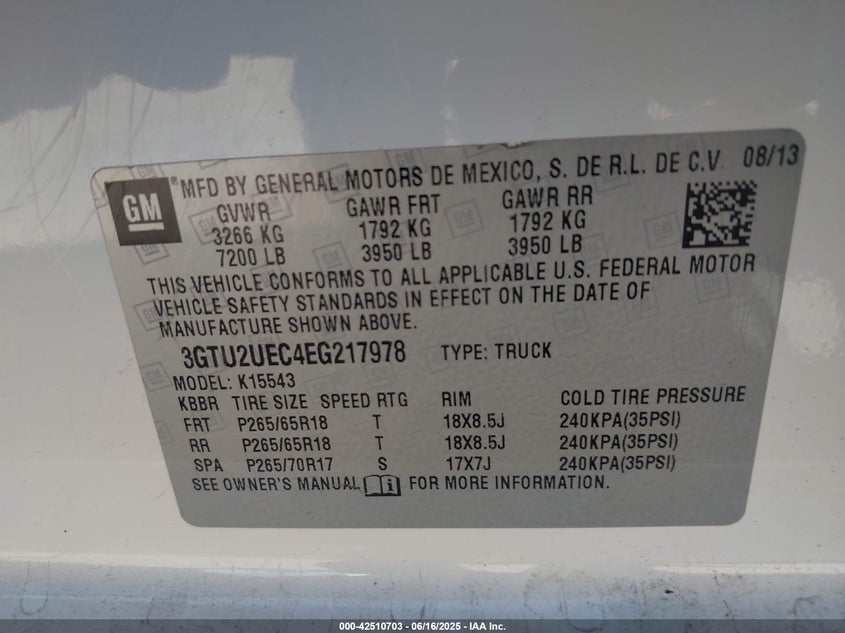 GM ® MFD BY GENERAL MOTORS DE MEXICO, S. DE R.L. DE C.V. 08/13
GVWR GAWR FRT GAWR RR
3266 KG 1792 KG 1792 KG
7200 LB 3950 LB 3950 LB
THIS VEHICLE CONFORMS TO ALL APPLICABLE U.S. FEDERAL MOTOR
VEHICLE SAFETY STANDARDS IN EFFECT ON THE DATE OF
MANUFACTURE SHOWN ABOVE.
3GTU2UEC4EG217978 TYPE: TRUCK
MODEL: K15543
KBBR TIRE SIZE SPEED RTG RIM COLD TIRE PRESSURE
FRT P265/65R18 T 18X8.5J 240KPA(35PSI)
RR P265/65R18 T 18X8.5J 240KPA(35PSI)
SPA P265/70R17 S 17X7J 240KPA(35PSI)
SEE OWNER'S MANUAL FOR MORE INFORMATION.
000-42510703 - 06/16/2025 - IAA Inc.